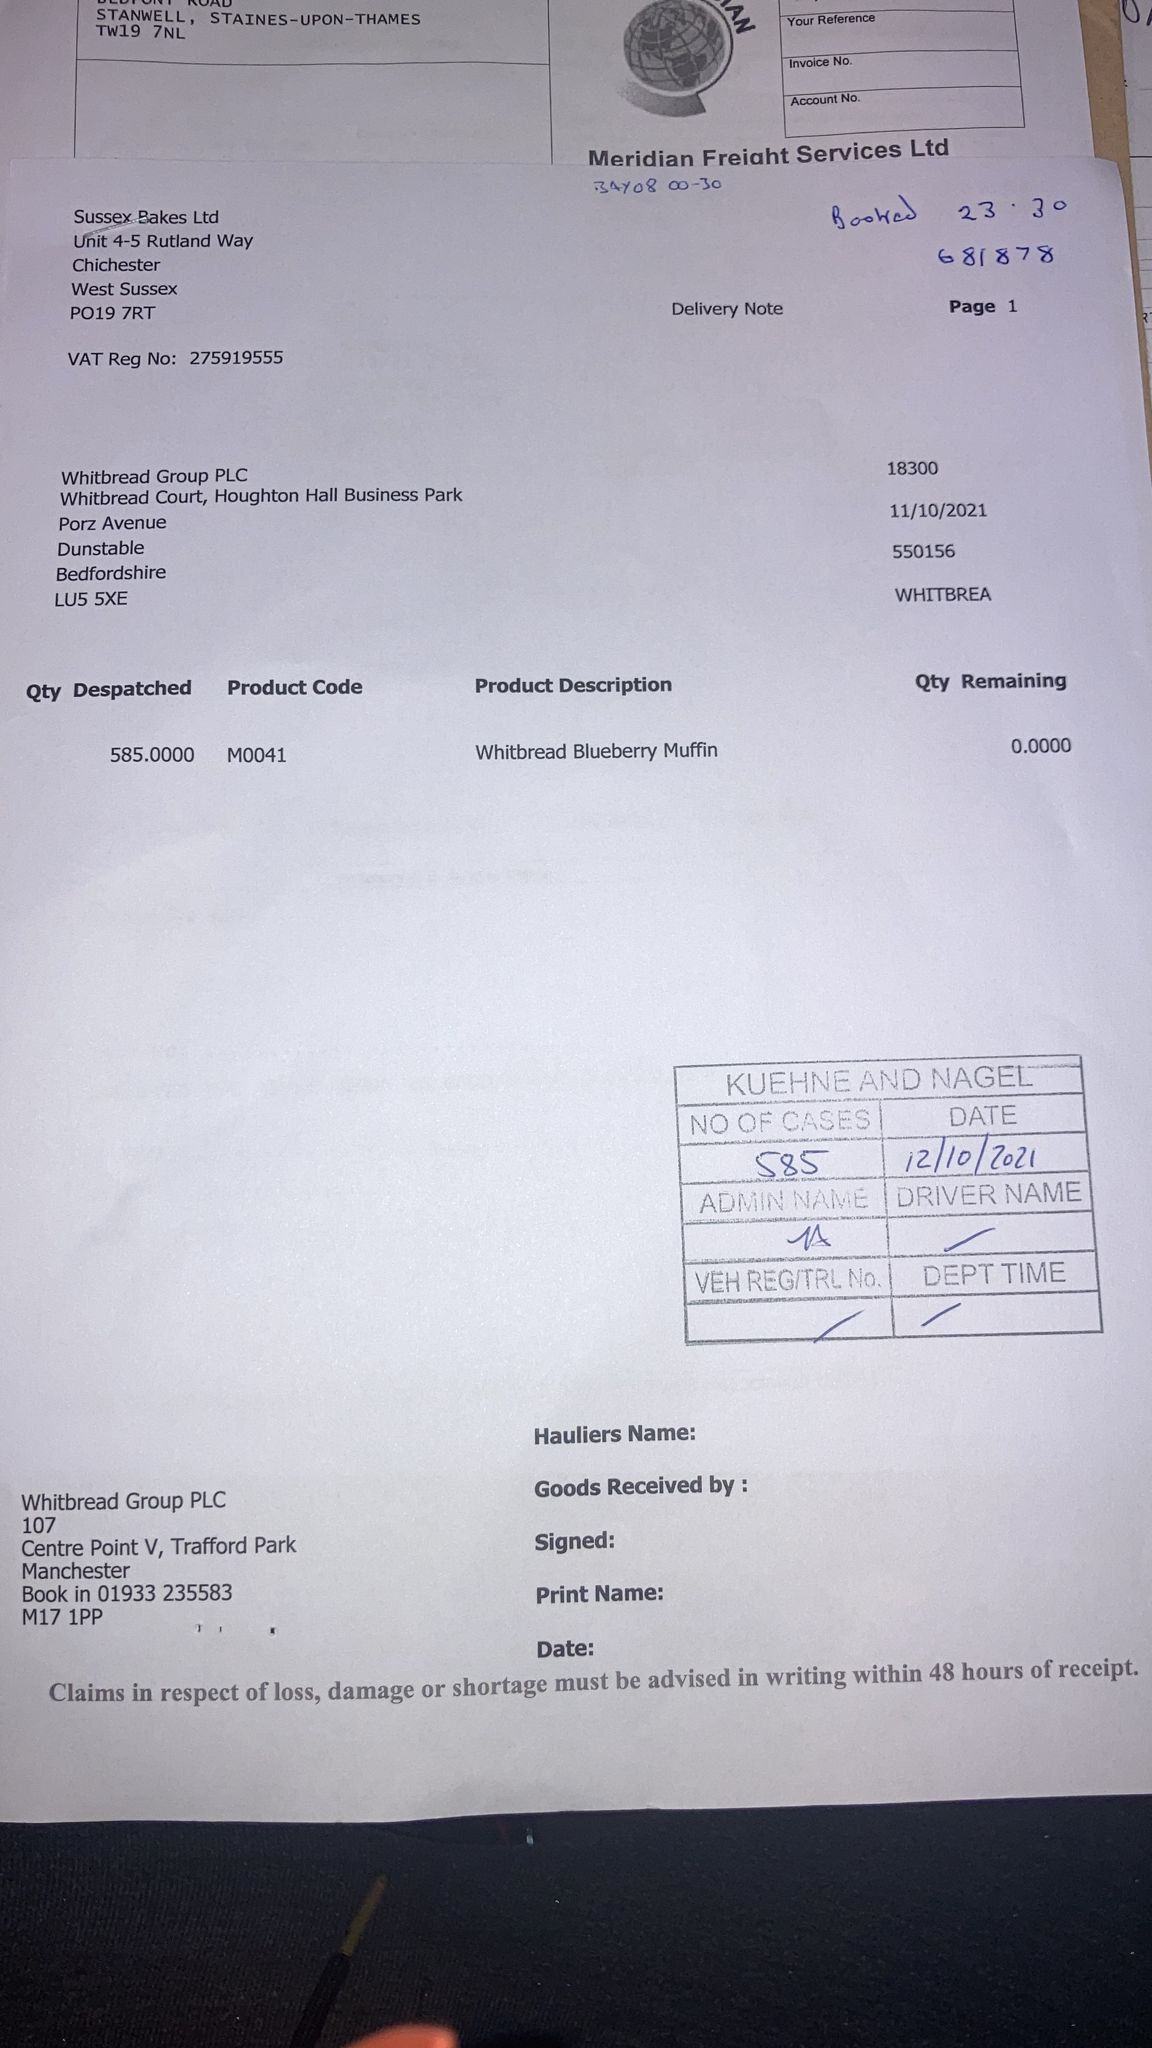 STANWELL, STAINES-UPON-THAMES
TW19 7NL
Your Reference
Invoice No.
Account No.
Meridian Freight Services Ltd
BAY08 00-30
Booked 23·30
681878
Sussex Bakes Ltd
Unit 4-5 Rutland Way
Chichester
West Sussex
PO19 7RT
Delivery Note
Page 1
VAT Reg No: 275919555
Whitbread Group PLC
Whitbread Court, Houghton Hall Business Park
Porz Avenue
Dunstable
Bedfordshire
LU5 5XE
18300
11/10/2021
550156
WHITBREA
Qty Despatched Product Code Product Description Qty Remaining
585.0000 M0041 Whitbread Blueberry Muffin 0.0000
KUEHNE AND NAGEL
NO OF CASES DATE
585 12/10/2021
ADMIN NAME DRIVER NAME
VEH REG/TRL No. DEPT TIME
Hauliers Name:
Goods Received by :
Signed:
Print Name:
Date:
Whitbread Group PLC
107
Centre Point V, Trafford Park
Manchester
Book in 01933 235583
M17 1PP
Claims in respect of loss, damage or shortage must be advised in writing within 48 hours of receipt.